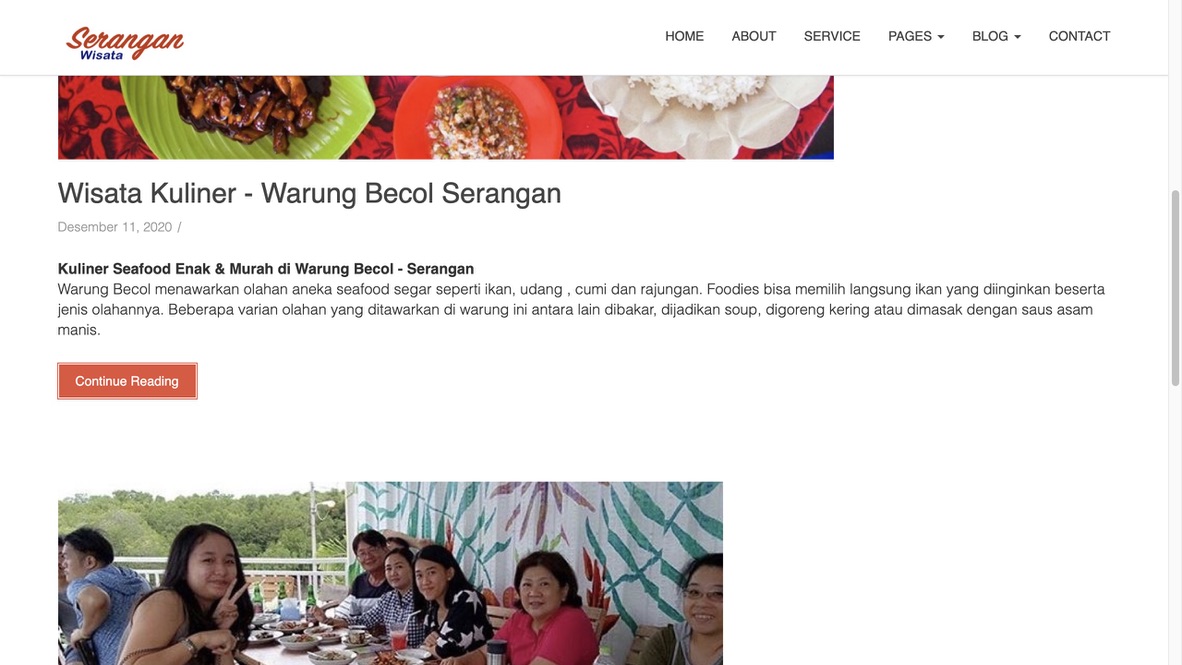 Serangan
Wisata
HOME ABOUT SERVICE PAGES BLOG CONTACT
Wisata Kuliner - Warung Becol Serangan
Desember 11, 2020 /
Kuliner Seafood Enak & Murah di Warung Becol - Serangan
Warung Becol menawarkan olahan aneka seafood segar seperti ikan, udang , cumi dan rajungan. Foodies bisa memilih langsung ikan yang diinginkan beserta
jenis olahannya. Beberapa varian olahan yang ditawarkan di warung ini antara lain dibakar, dijadikan soup, digoreng kering atau dimasak dengan saus asam
manis.
Continue Reading